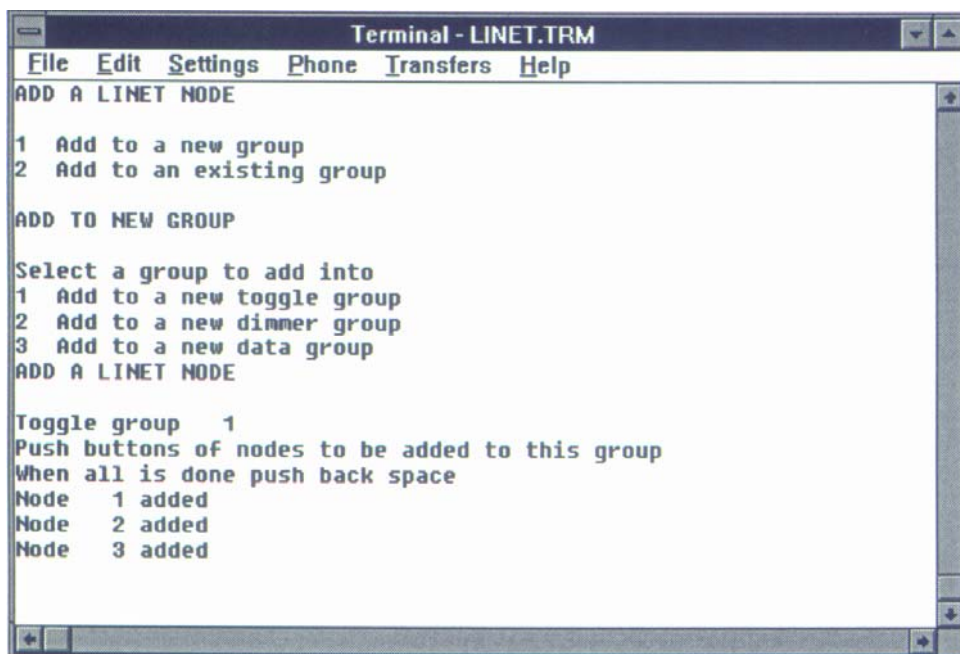 Terminal - LINET.TRM
File Edit Settings Phone Transfers Help
ADD A LINET NODE
1 Add to a new group
2 Add to an existing group
ADD TO NEW GROUP
Select a group to add into
1 Add to a new toggle group
2 Add to a new dimmer group
3 Add to a new data group
ADD A LINET NODE
Toggle group 1
Push buttons of nodes to be added to this group
When all is done push back space
Node 1 added
Node 2 added
Node 3 added